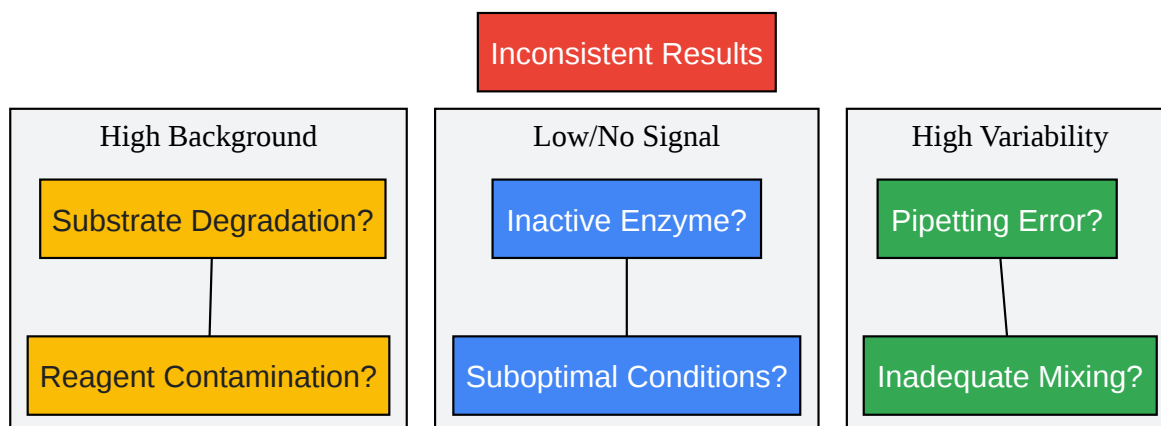 Inconsistent Results
High Background
Substrate Degradation?
Reagent Contamination?
Low/No Signal
Inactive Enzyme?
Suboptimal Conditions?
High Variability
Pipetting Error?
Inadequate Mixing?